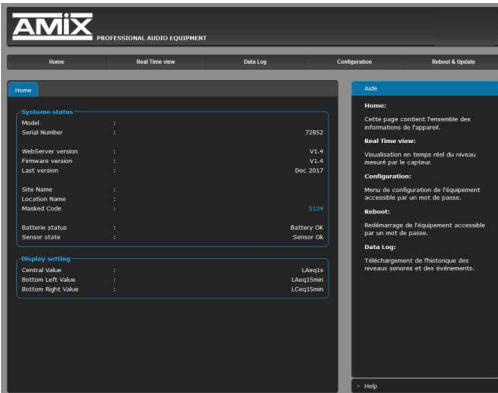 AMIX
PROFESSIONAL AUDIO EQUIPMENT
Home Real Time view Data Log Configuration Reboot & Update
Home
Systeme status
Model :
Serial Number : 72852
WebServer version : V1.4
Firmware version : V1.4
Last version : Dec 2017
Site Name :
Location Name :
Masked Code : 5124
Batterie status : Battery OK
Sensor state : Sensor Ok
Display setting
Central Value : LAeq1s
Bottom Left Value : LAeq15min
Bottom Right Value : LCeq15min
Aide
Home:
Cette page contient l'ensemble des
informations de l'appareil.
Real Time view:
Visualisation en temps réel du niveau
mesuré par le capteur.
Configuration:
Menu de configuration de l'équipement
accessible par un mot de passe.
Reboot:
Redémarrage de l'équipement accessible
par un mot de passe.
Data Log:
Téléchargement de l'historique des
niveaux sonores et des événements.
Help